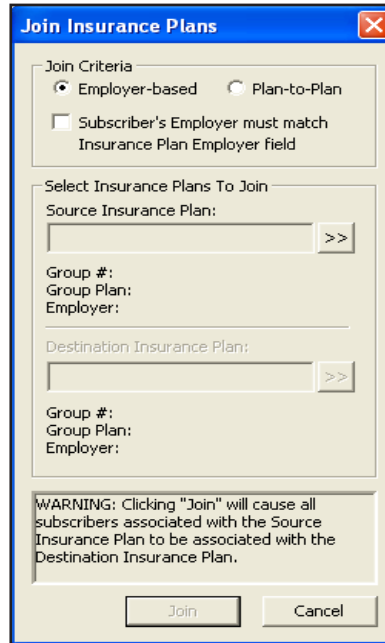 Join Insurance Plans
Join Criteria
Employer-based Plan-to-Plan
Subscriber's Employer must match
Insurance Plan Employer field
Select Insurance Plans To Join
Source Insurance Plan:
>>
Group #:
Group Plan:
Employer:
Destination Insurance Plan:
>>
Group #:
Group Plan:
Employer:
WARNING: Clicking "Join" will cause all
subscribers associated with the Source
Insurance Plan to be associated with the
Destination Insurance Plan.
Join Cancel